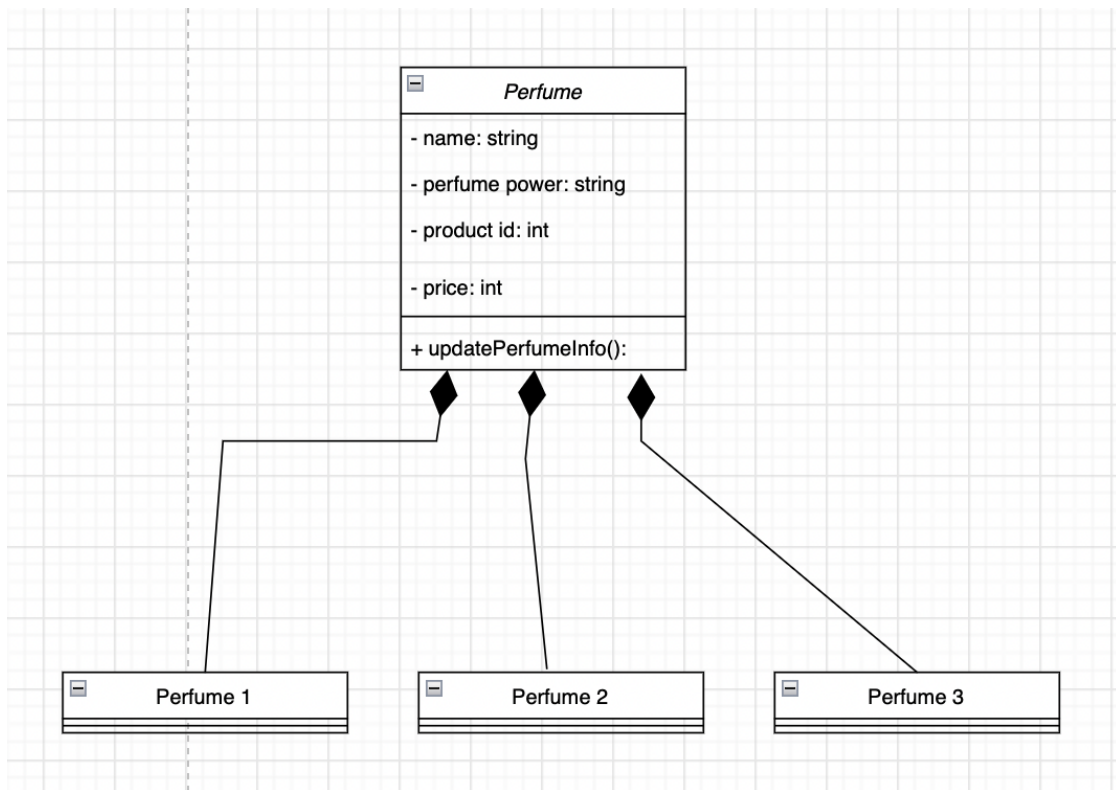 Perfume
- name: string
- perfume power: string
- product id: int
- price: int
+ updatePerfumeInfo():
Perfume 1
Perfume 2
Perfume 3